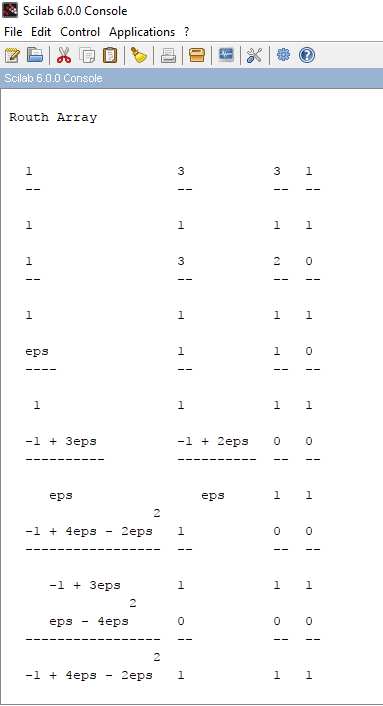 Scilab 6.0.0 Console
File Edit Control Applications ?
Scilab 6.0.0 Console
Routh Array
1 3 3 1
-- -- -- --
1 1 1 1
1 3 2 0
-- -- -- --
1 1 1 1
eps 1 1 0
---- -- -- --
1 1 1 1
-1 + 3eps -1 + 2eps 0 0
---------- ---------- -- --
eps eps 1 1
2
-1 + 4eps - 2eps 1 0 0
----------------- -- -- --
-1 + 3eps 1 1 1
2
eps - 4eps 0 0 0
----------------- -- -- --
2
-1 + 4eps - 2eps 1 1 1